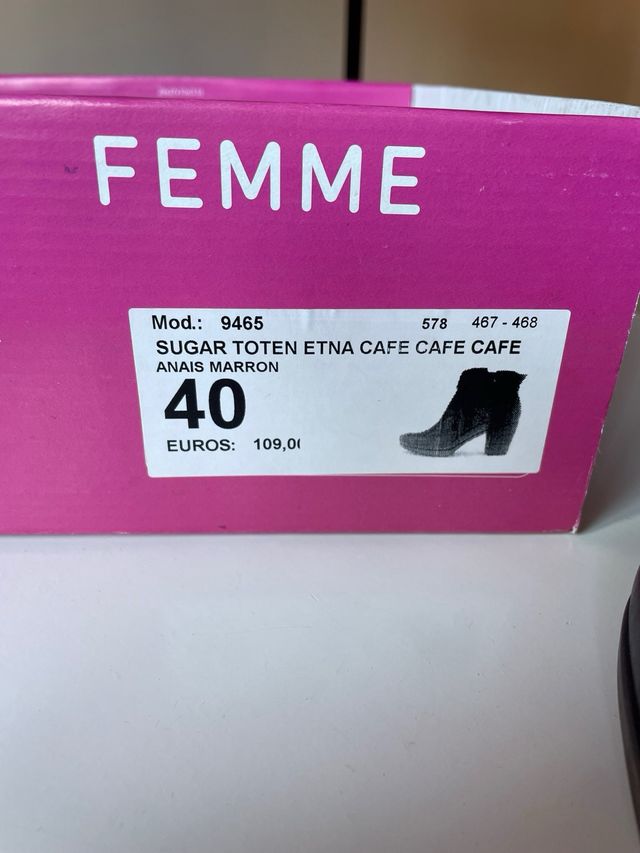 FEMME
Mod.: 9465 578 467 - 468
SUGAR TOTEN ETNA CAFE CAFE CAFE
ANAIS MARRON
40
EUROS: 109,0